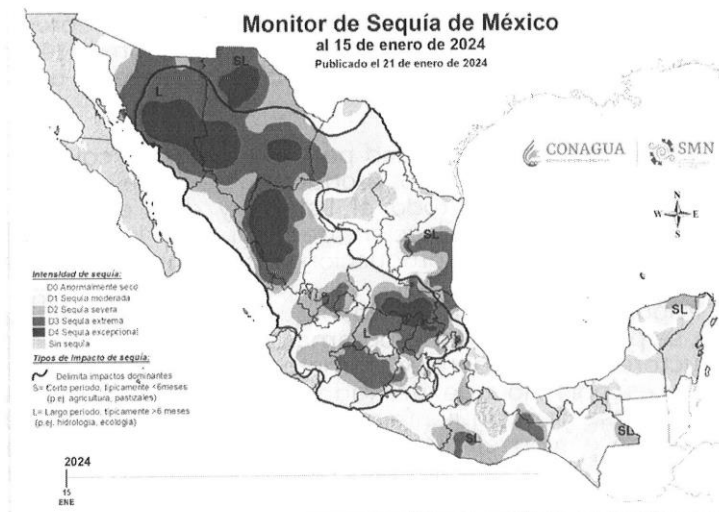 Monitor de Sequía de México
al 15 de enero de 2024
Publicado el 21 de enero de 2024
SL
L
CONAGUA
SMN
N
W E
S
SL
SL
L
SL
SL
Intensidad de sequía:
D0 Anormalmente seco
D1 Sequía moderada
D2 Sequía severa
D3 Sequía extrema
D4 Sequía excepcional
Sin sequía
Tipos de impacto de sequía:
Delimita impactos dominantes
S= Corto periodo, típicamente <6meses
(p.ej. agricultura, pastizales)
L= Largo periodo, típicamente >6 meses
(p.ej. hidrología, ecología)
2024
15
ENE